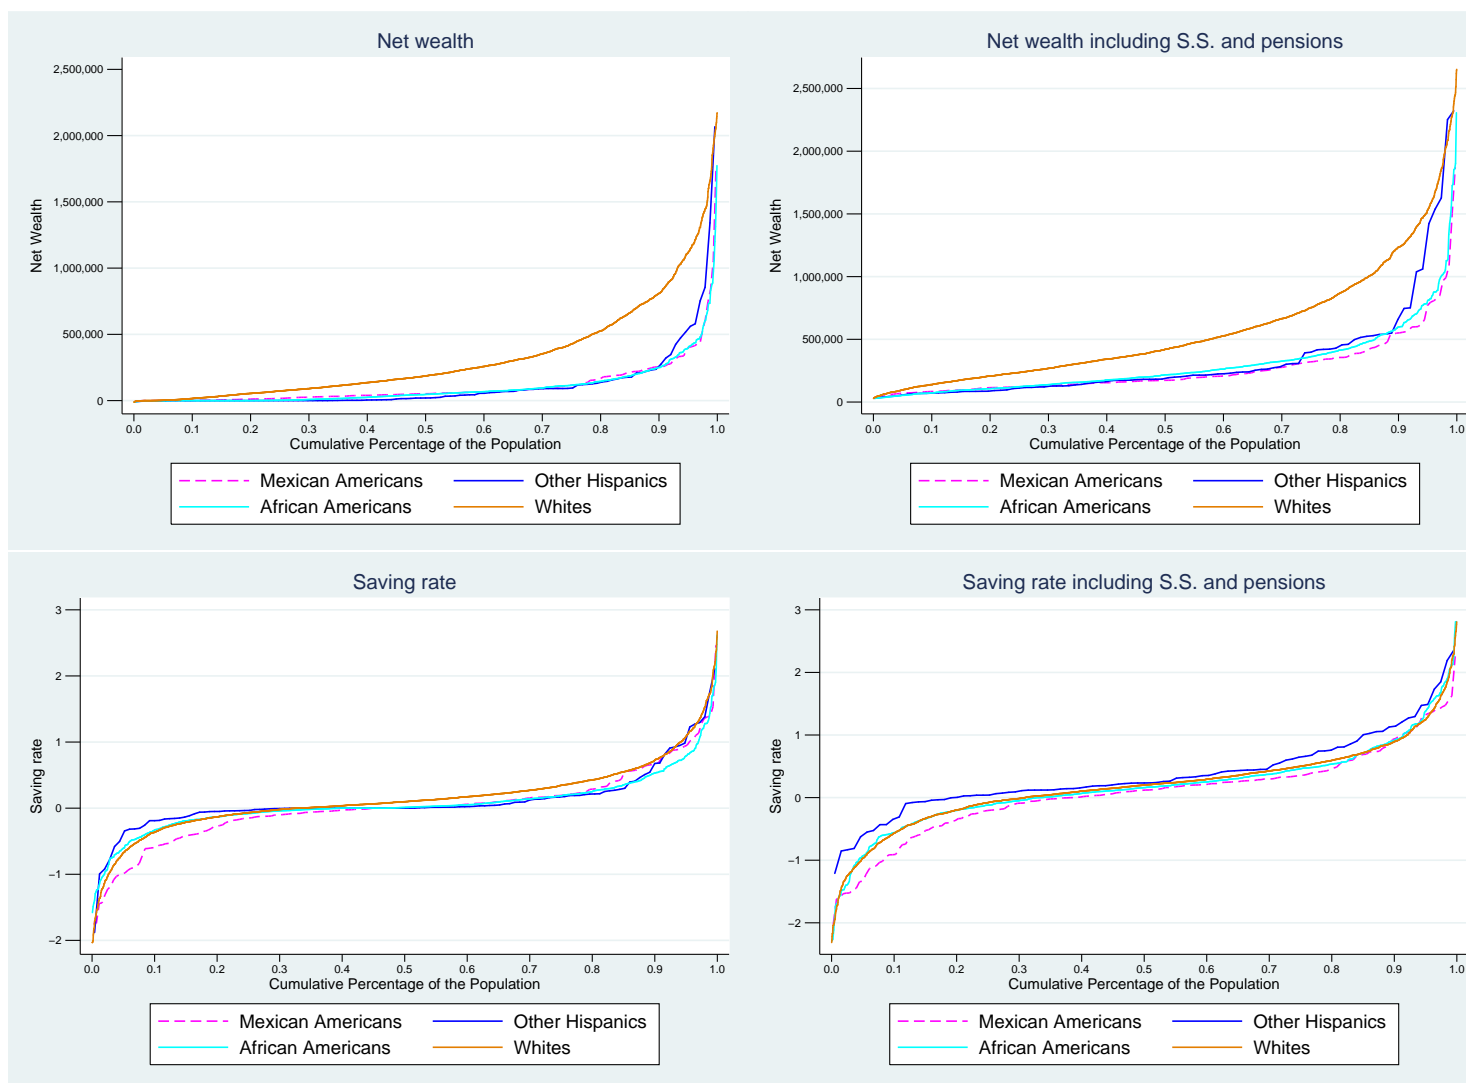 Net wealth
2,500,000
2,000,000
1,500,000
1,000,000
500,000
0
Net Wealth
0.0 0.1 0.2 0.3 0.4 0.5 0.6 0.7 0.8 0.9 1.0
Cumulative Percentage of the Population
Mexican Americans Other Hispanics
African Americans Whites
Net wealth including S.S. and pensions
2,500,000
2,000,000
1,500,000
1,000,000
500,000
0
Net Wealth
0.0 0.1 0.2 0.3 0.4 0.5 0.6 0.7 0.8 0.9 1.0
Cumulative Percentage of the Population
Mexican Americans Other Hispanics
African Americans Whites
Saving rate
3
2
1
0
−1
−2
Saving rate
0.0 0.1 0.2 0.3 0.4 0.5 0.6 0.7 0.8 0.9 1.0
Cumulative Percentage of the Population
Mexican Americans Other Hispanics
African Americans Whites
Saving rate including S.S. and pensions
3
2
1
0
−1
−2
Saving rate
0.0 0.1 0.2 0.3 0.4 0.5 0.6 0.7 0.8 0.9 1.0
Cumulative Percentage of the Population
Mexican Americans Other Hispanics
African Americans Whites